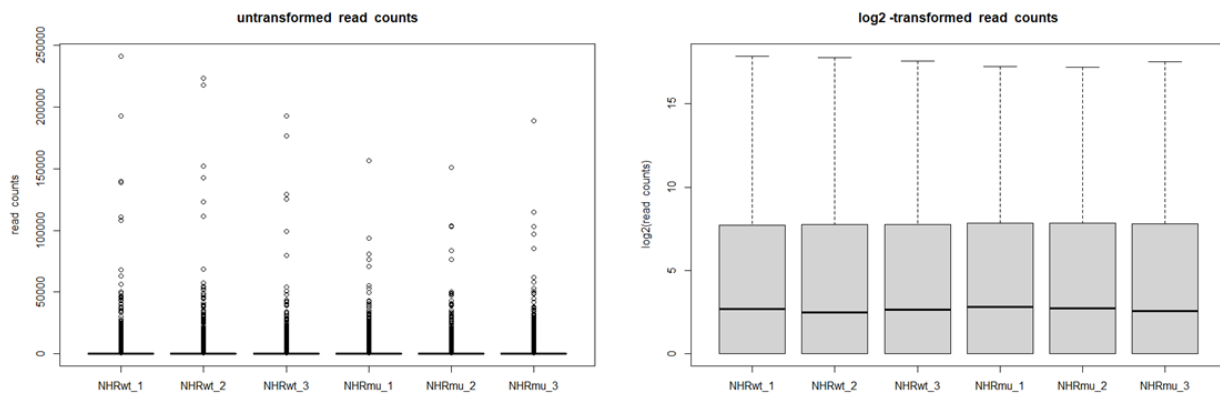 untransformed read counts
read counts
250000
200000
150000
100000
50000
0
NHRwt_1 NHRwt_2 NHRwt_3 NHRmu_1 NHRmu_2 NHRmu_3
log2 -transformed read counts
log2(read counts)
15
10
5
0
NHRwt_1 NHRwt_2 NHRwt_3 NHRmu_1 NHRmu_2 NHRmu_3